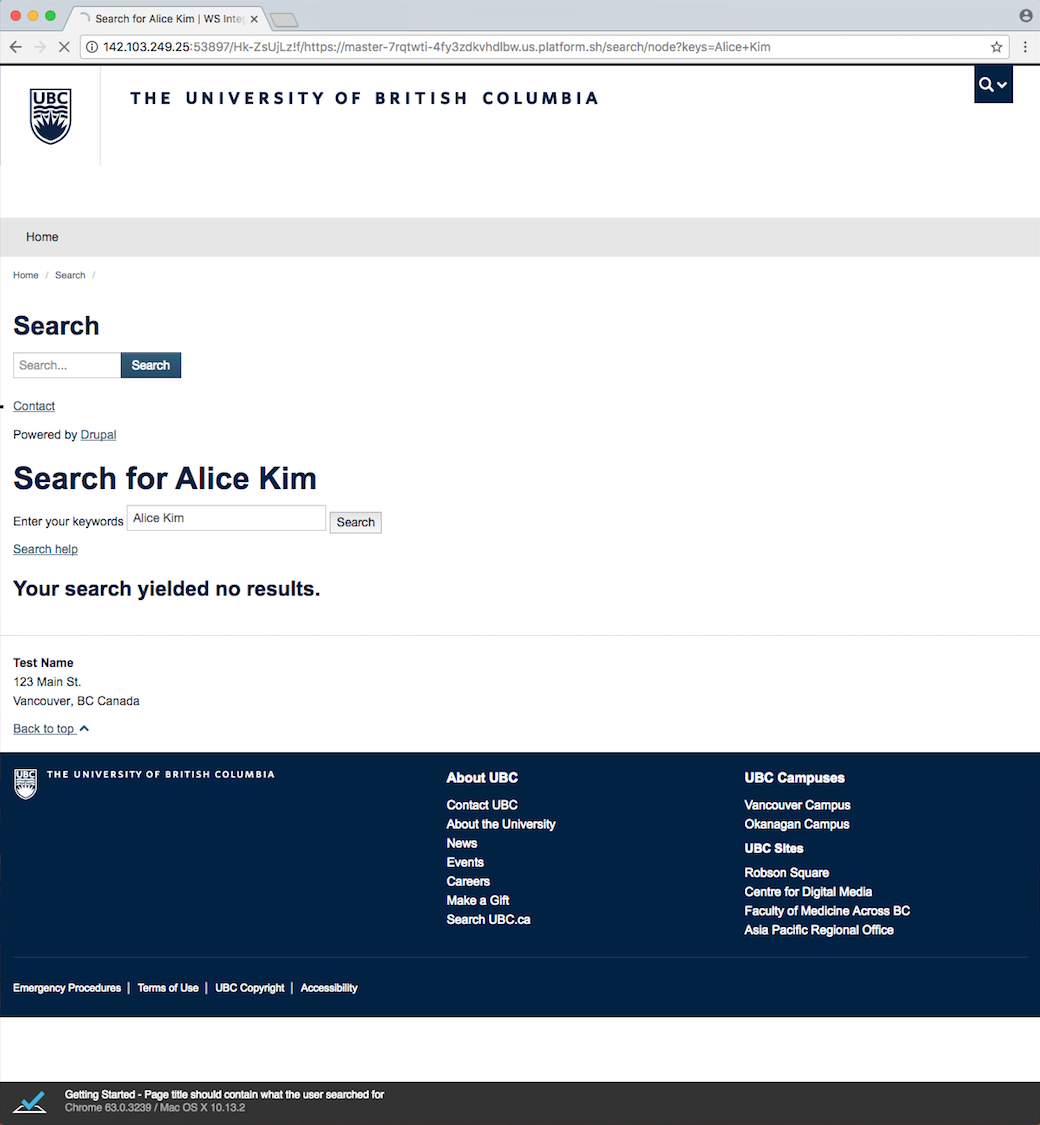 Search for Alice Kim | WS Inte
142.103.249.25:53897/Hk-ZsUjLz!f/https://master-7rqtwti-4fy3zdkvhdlbw.us.platform.sh/search/node?keys=Alice+Kim
UBC
THE UNIVERSITY OF BRITISH COLUMBIA
Home
Home / Search /
Search
Search... Search
Contact
Powered by Drupal
Search for Alice Kim
Enter your keywords Alice Kim Search
Search help
Your search yielded no results.
Test Name
123 Main St.
Vancouver, BC Canada
Back to top
UBC THE UNIVERSITY OF BRITISH COLUMBIA
About UBC
Contact UBC
About the University
News
Events
Careers
Make a Gift
Search UBC.ca
UBC Campuses
Vancouver Campus
Okanagan Campus
UBC Sites
Robson Square
Centre for Digital Media
Faculty of Medicine Across BC
Asia Pacific Regional Office
Emergency Procedures | Terms of Use | UBC Copyright | Accessibility
Getting Started - Page title should contain what the user searched for
Chrome 63.0.3239 / Mac OS X 10.13.2